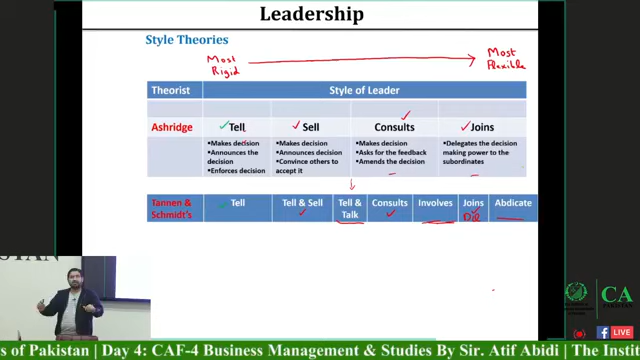 Leadership
Style Theories
Most Rigid
Most Flexible
Theorist
Style of Leader
Ashridge
Tell
Sell
Consults
Joins
▪Makes decision
▪Announces the decision
▪Enforces decision
▪Makes decision
▪Announces decision
▪Convince others to accept it
▪Makes decision
▪Asks for the feedback
▪Amends the decision
▪Delegates the decision making power to the subordinates
Tannen & Schmidt's
Tell
Tell & Sell
Tell & Talk
Consults
Involves
Joins
Abdicate
STAN
CA
PAKISTAN
f LIVE
s of Pakistan | Day 4: CAF-4 Business Management & Studies By Sir. Atif Abidi | The Instit